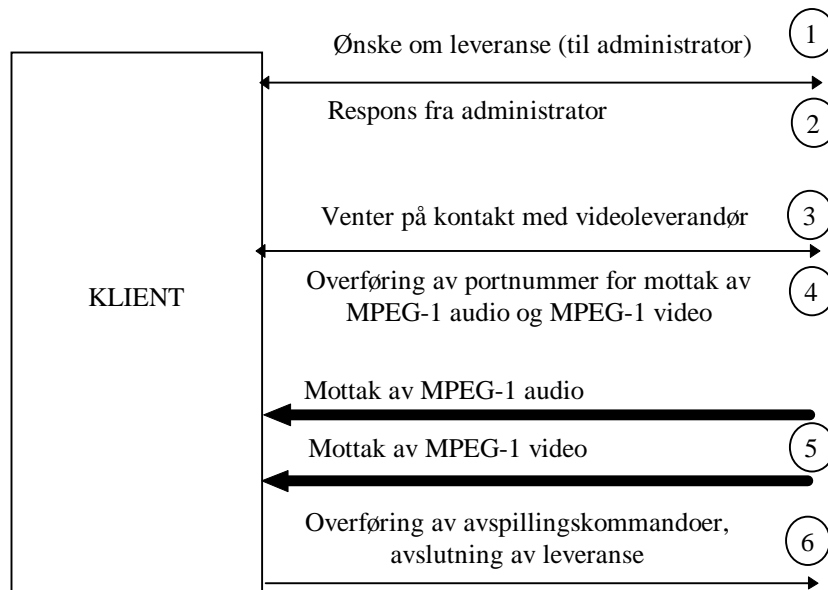 1
Ønske om leveranse (til administrator)
Respons fra administrator
2
Venter på kontakt med videoleverandør
3
KLIENT
Overføring av portnummer for mottak av
MPEG-1 audio og MPEG-1 video
4
Mottak av MPEG-1 audio
5
Mottak av MPEG-1 video
Overføring av avspillingskommandoer,
avslutning av leveranse
6